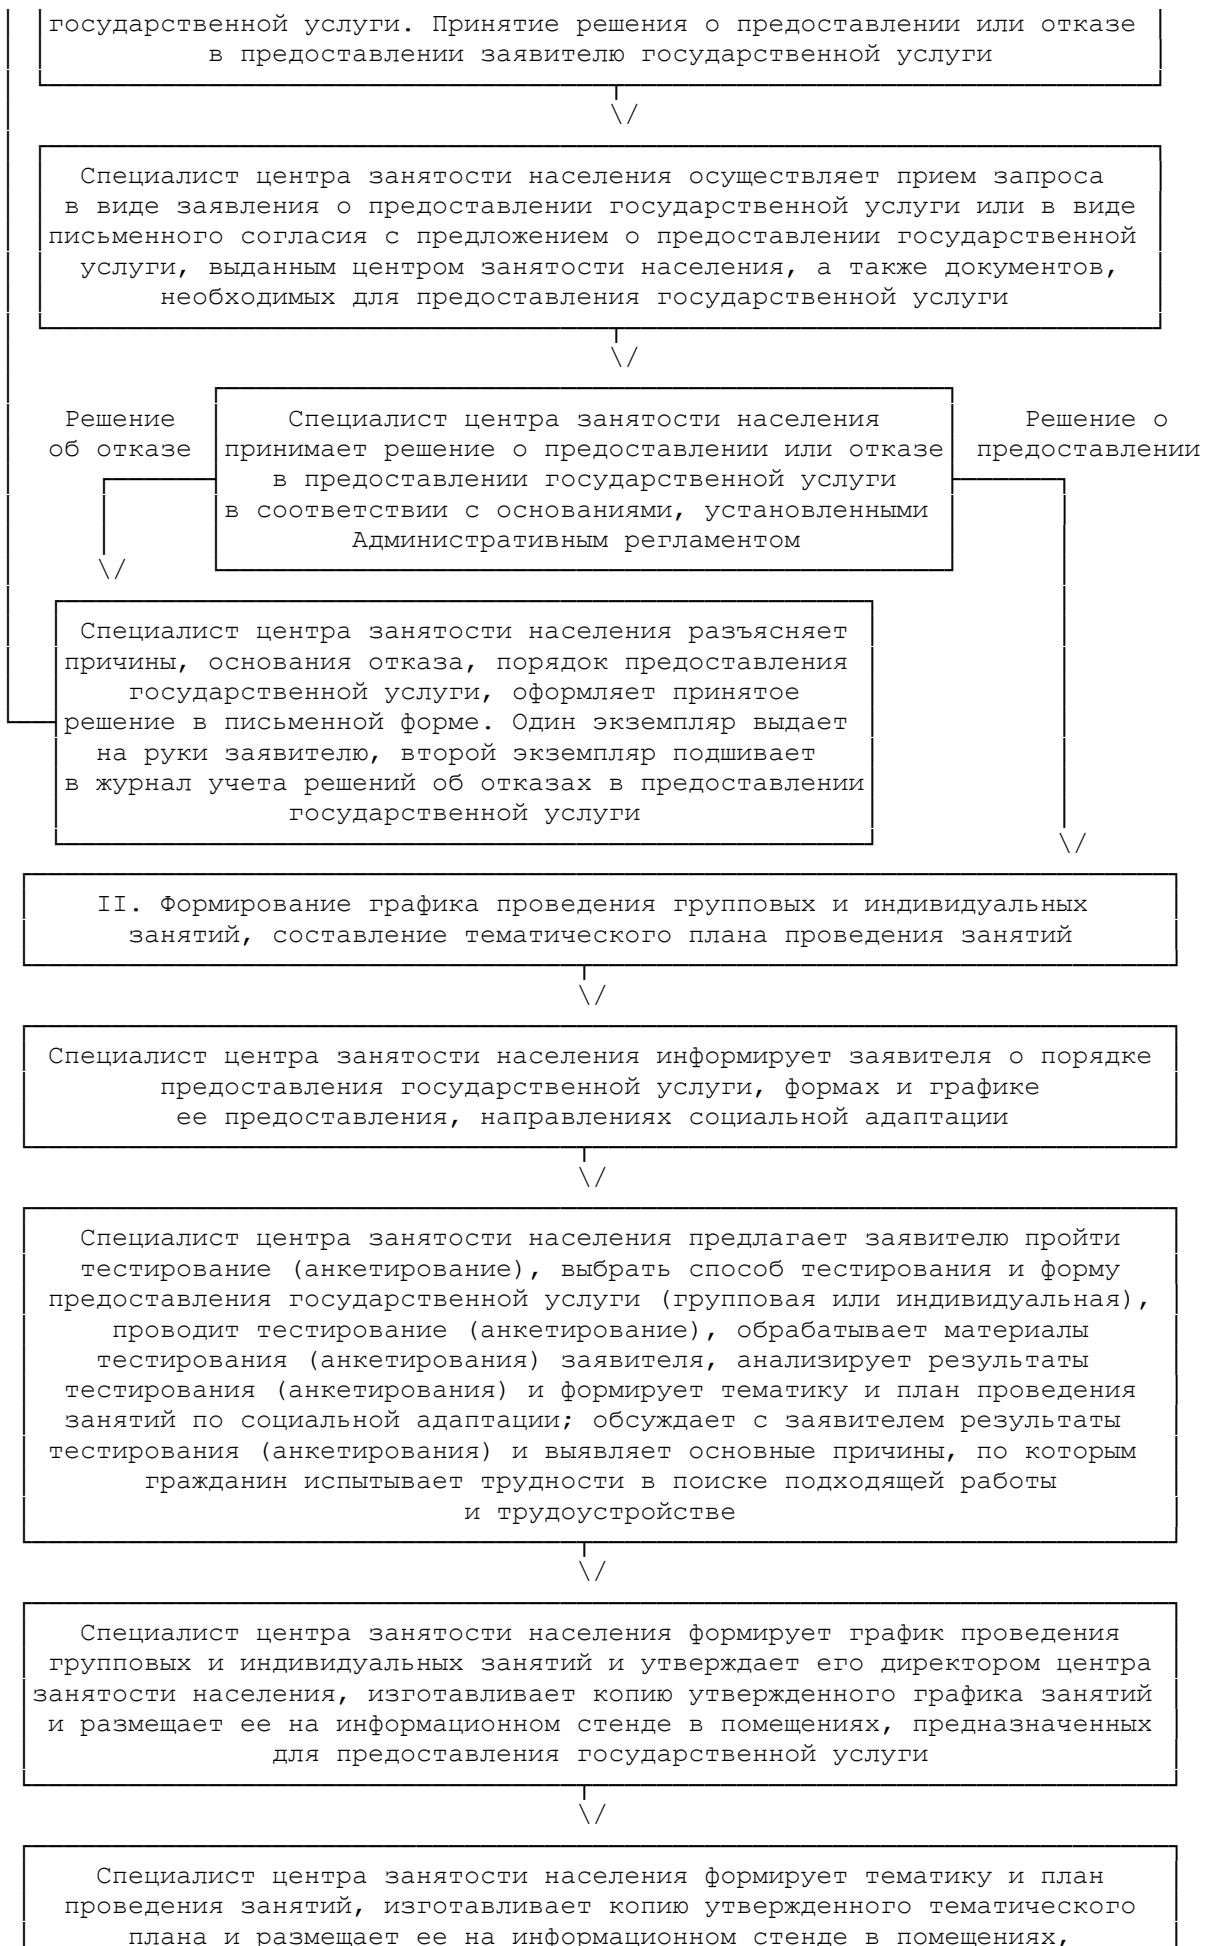 государственной услуги. Принятие решения о предоставлении или отказе
в предоставлении заявителю государственной услуги
\/
Специалист центра занятости населения осуществляет прием запроса
в виде заявления о предоставлении государственной услуги или в виде
письменного согласия с предложением о предоставлении государственной
услуги, выданным центром занятости населения, а также документов,
необходимых для предоставления государственной услуги
\/
Решение
об отказе
Специалист центра занятости населения
принимает решение о предоставлении или отказе
в предоставлении государственной услуги
в соответствии с основаниями, установленными
Административным регламентом
Решение о
предоставлении
\/
Специалист центра занятости населения разъясняет
причины, основания отказа, порядок предоставления
государственной услуги, оформляет принятое
решение в письменной форме. Один экземпляр выдает
на руки заявителю, второй экземпляр подшивает
в журнал учета решений об отказах в предоставлении
государственной услуги
\/
II. Формирование графика проведения групповых и индивидуальных
занятий, составление тематического плана проведения занятий
\/
Специалист центра занятости населения информирует заявителя о порядке
предоставления государственной услуги, формах и графике
ее предоставления, направлениях социальной адаптации
\/
Специалист центра занятости населения предлагает заявителю пройти
тестирование (анкетирование), выбрать способ тестирования и форму
предоставления государственной услуги (групповая или индивидуальная),
проводит тестирование (анкетирование), обрабатывает материалы
тестирования (анкетирования) заявителя, анализирует результаты
тестирования (анкетирования) и формирует тематику и план проведения
занятий по социальной адаптации; обсуждает с заявителем результаты
тестирования (анкетирования) и выявляет основные причины, по которым
гражданин испытывает трудности в поиске подходящей работы
и трудоустройстве
\/
Специалист центра занятости населения формирует график проведения
групповых и индивидуальных занятий и утверждает его директором центра
занятости населения, изготавливает копию утвержденного графика занятий
и размещает ее на информационном стенде в помещениях, предназначенных
для предоставления государственной услуги
\/
Специалист центра занятости населения формирует тематику и план
проведения занятий, изготавливает копию утвержденного тематического
плана и размещает ее на информационном стенде в помещениях,